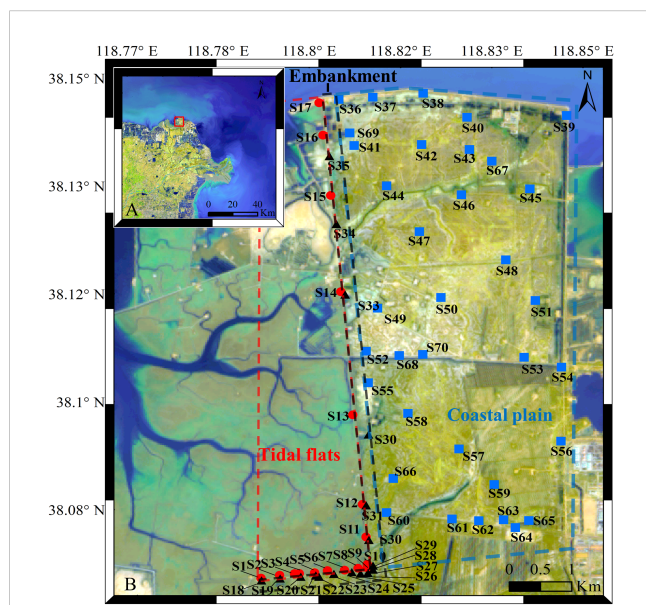 118.77° E 118.78° E 118.8° E 118.82° E 118.83° E 118.85° E
38.15° N
38.13° N
38.12° N
38.1° N
38.08° N
Embankment
N
A
0 20 40
Km
S17 S36 S37 S38 S39
S16 S69 S40
S41 S42 S43
S35 S67
S15 S44 S46 S45
S34 S47
S48
S14 S33 S50 S51
S49
S52 S68 S70 S53 S54
S55
S13 S58 Coastal plain
S30 S56
Tidal flats S57
S66 S59
S12 S31 S60 S61 S62 S63 S65
S64
S11 S30
S1 S2 S3 S4 S5 S6 S7 S8 S9 S1 S29
S28
S27
S26
S18 S19 S20 S21 S22 S23 S24 S25
B
0 0.5 1
Km